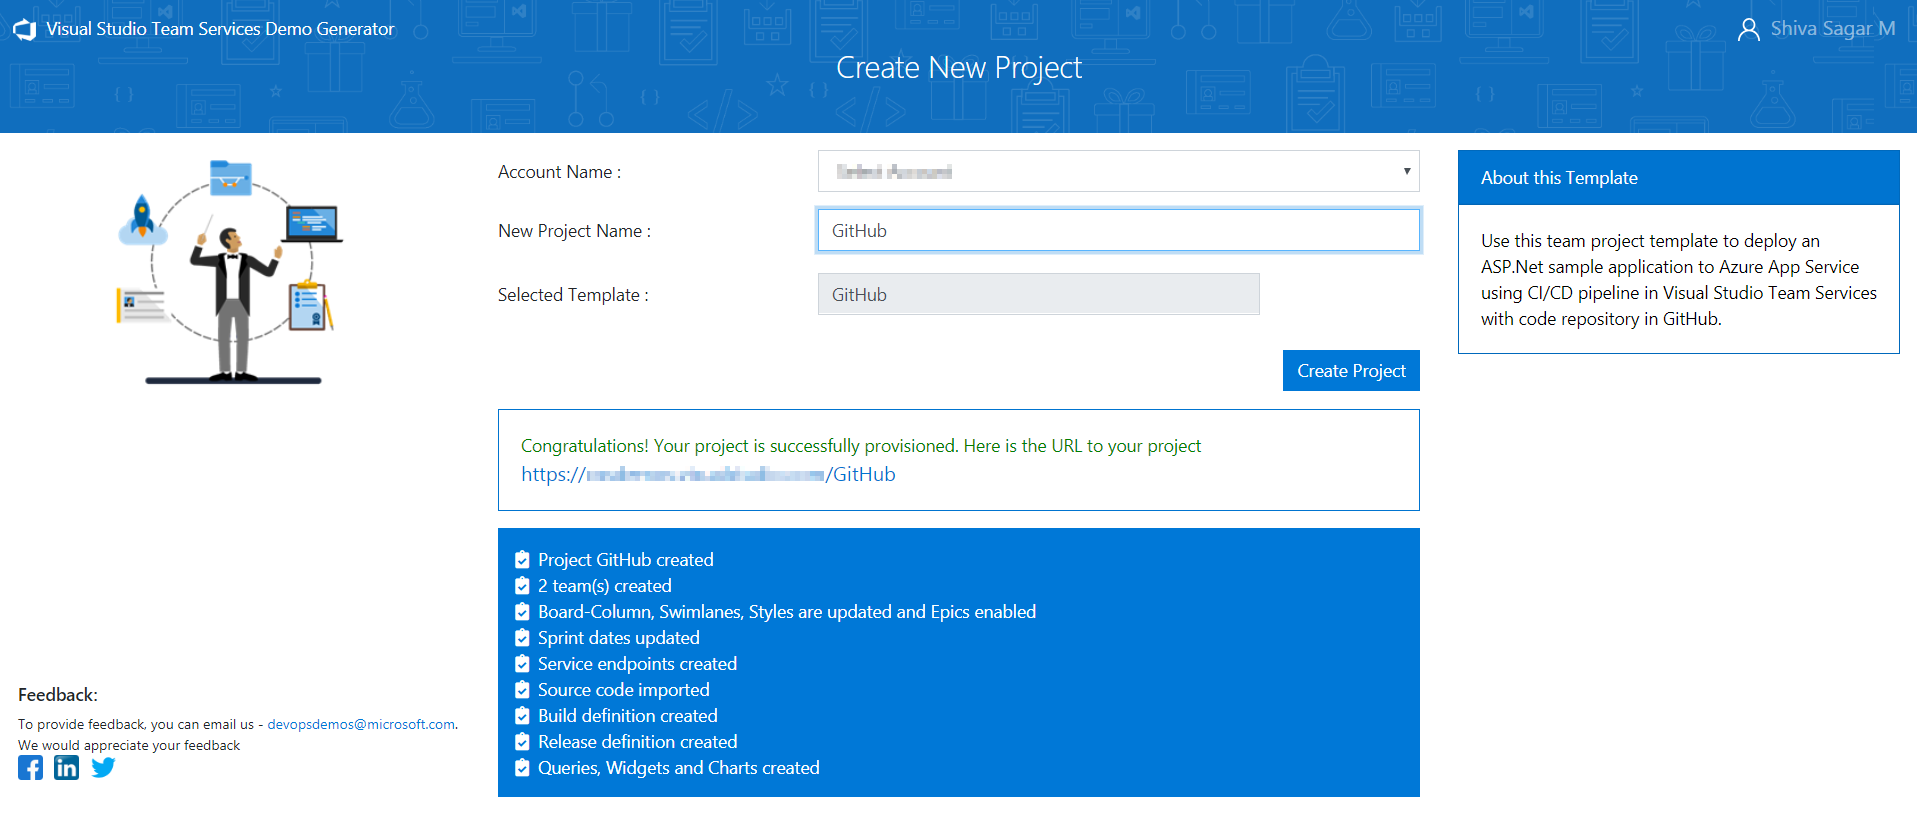 Visual Studio Team Services Demo Generator
Shiva Sagar M
Create New Project
Account Name :
New Project Name :
GitHub
Selected Template :
GitHub
Create Project
Congratulations! Your project is successfully provisioned. Here is the URL to your project
https:// /GitHub
Project GitHub created
2 team(s) created
Board-Column, Swimlanes, Styles are updated and Epics enabled
Sprint dates updated
Service endpoints created
Source code imported
Build definition created
Release definition created
Queries, Widgets and Charts created
About this Template
Use this team project template to deploy an
ASP.Net sample application to Azure App Service
using CI/CD pipeline in Visual Studio Team Services
with code repository in GitHub.
Feedback:
To provide feedback, you can email us - devopsdemos@microsoft.com.
We would appreciate your feedback